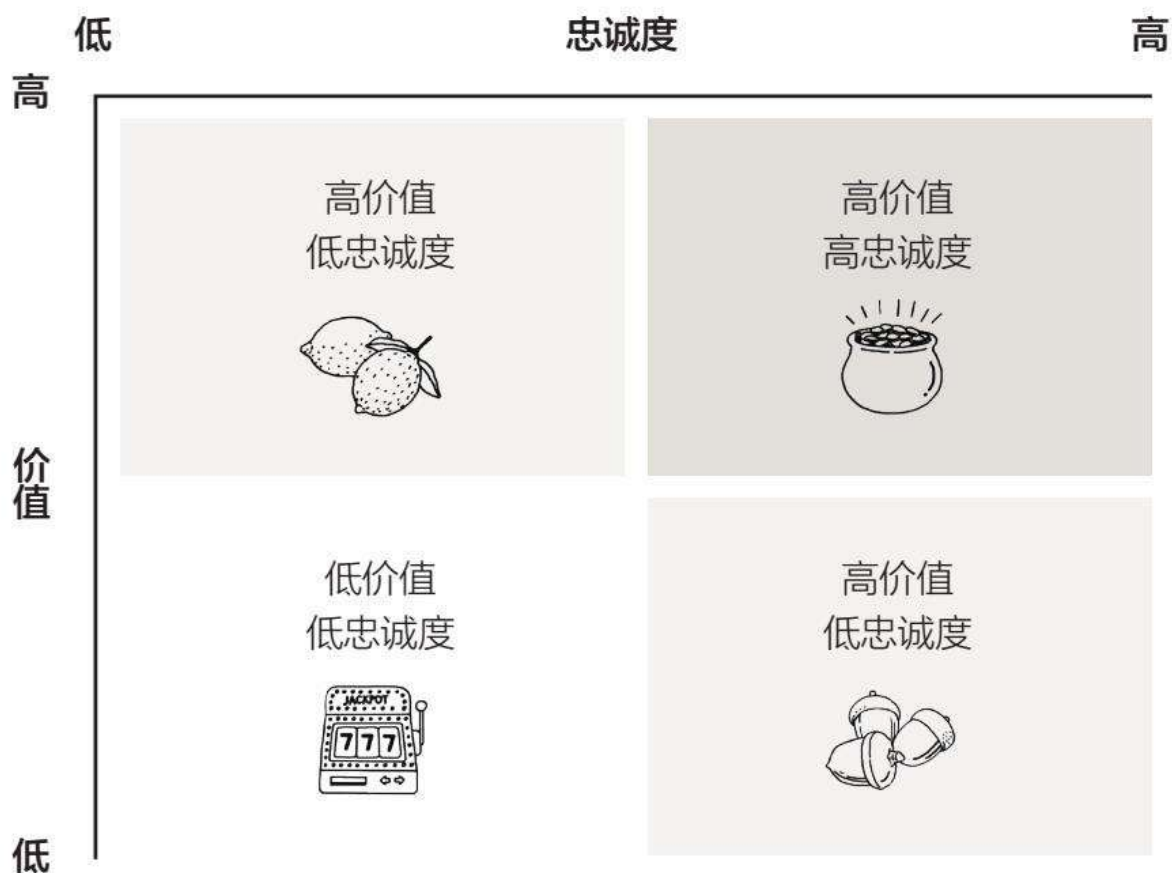 低 忠诚度 高
高
高价值 高价值
低忠诚度 高忠诚度
价
值
低价值 高价值
低忠诚度 低忠诚度
JACKPOT
777
低